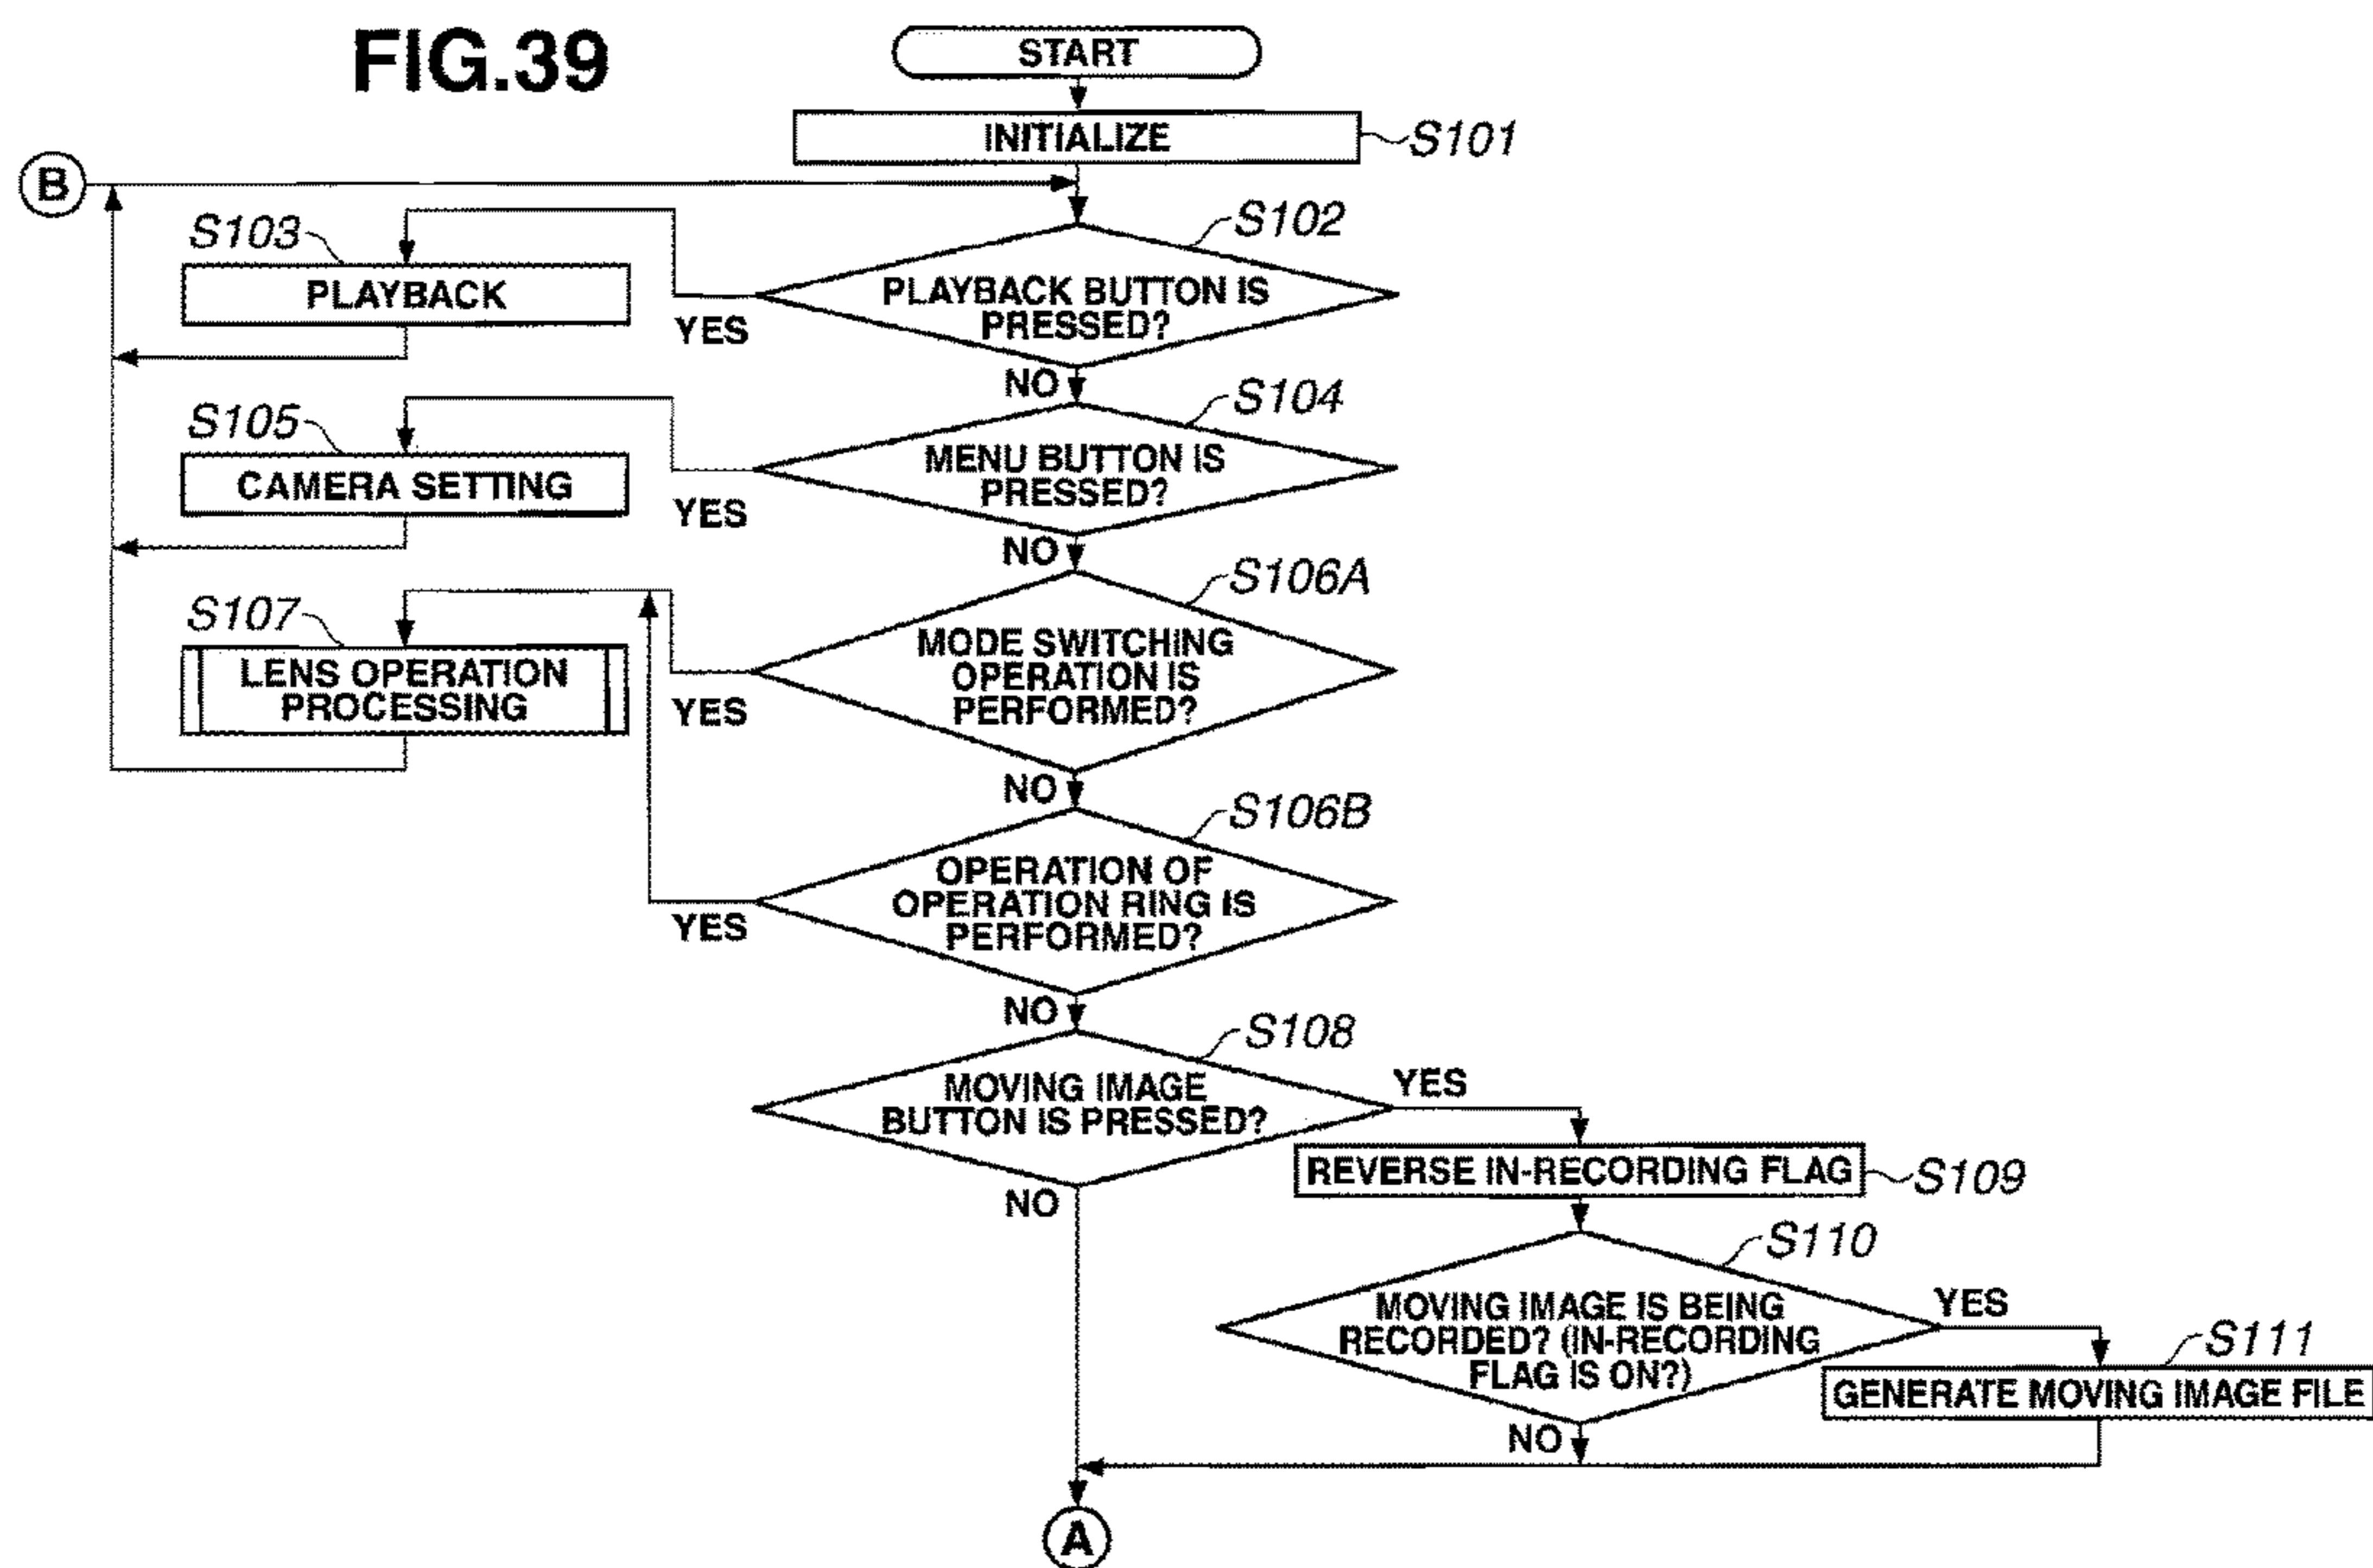 FIG.39
START
INITIALIZE
S101
B
S102
S103
PLAYBACK
PLAYBACK BUTTON IS
PRESSED?
YES
NO
S104
S105
CAMERA SETTING
MENU BUTTON IS
PRESSED?
YES
NO
S106A
S107
LENS OPERATION
PROCESSING
MODE SWITCHING
OPERATION IS
PERFORMED?
YES
NO
S106B
OPERATION OF
OPERATION RING IS
PERFORMED?
YES
NO
S108
MOVING IMAGE
BUTTON IS PRESSED?
YES
NO
REVERSE IN-RECORDING FLAG
S109
S110
MOVING IMAGE IS BEING
RECORDED? (IN-RECORDING
FLAG IS ON?)
YES
S111
GENERATE MOVING IMAGE FILE
NO
A